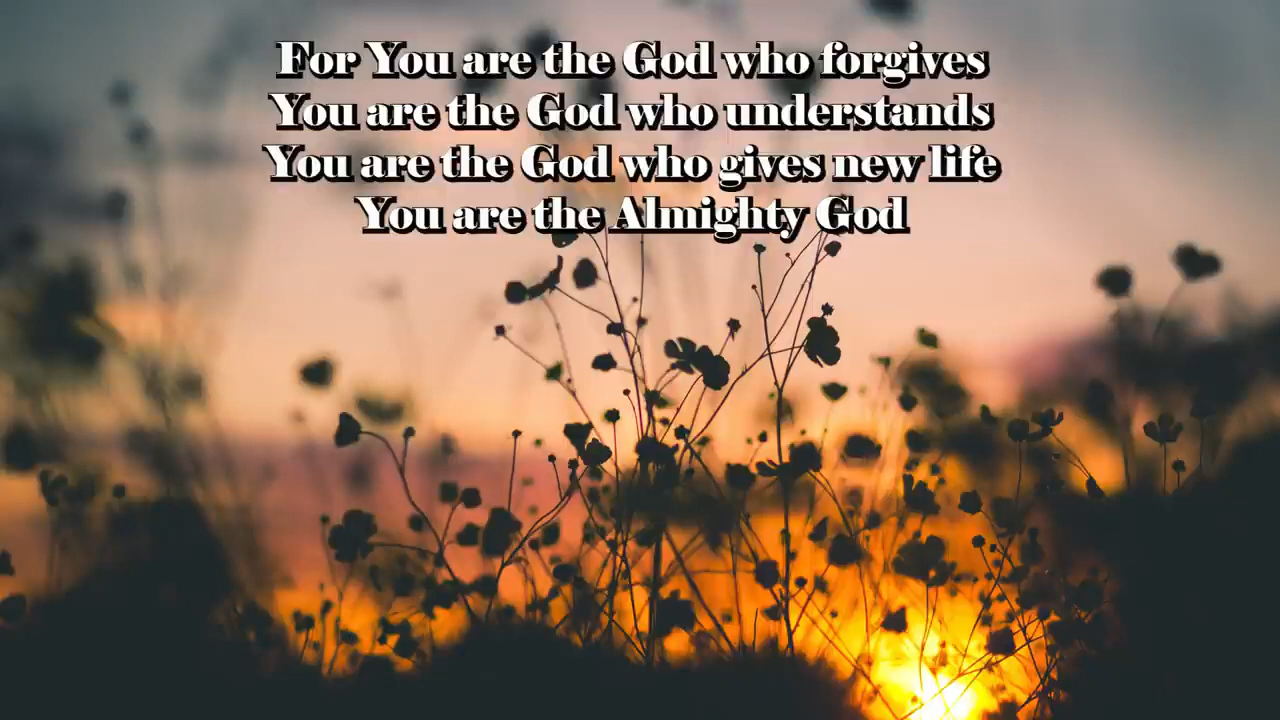 For You are the God who forgives
You are the God who understands
You are the God who gives new life
You are the Almighty God